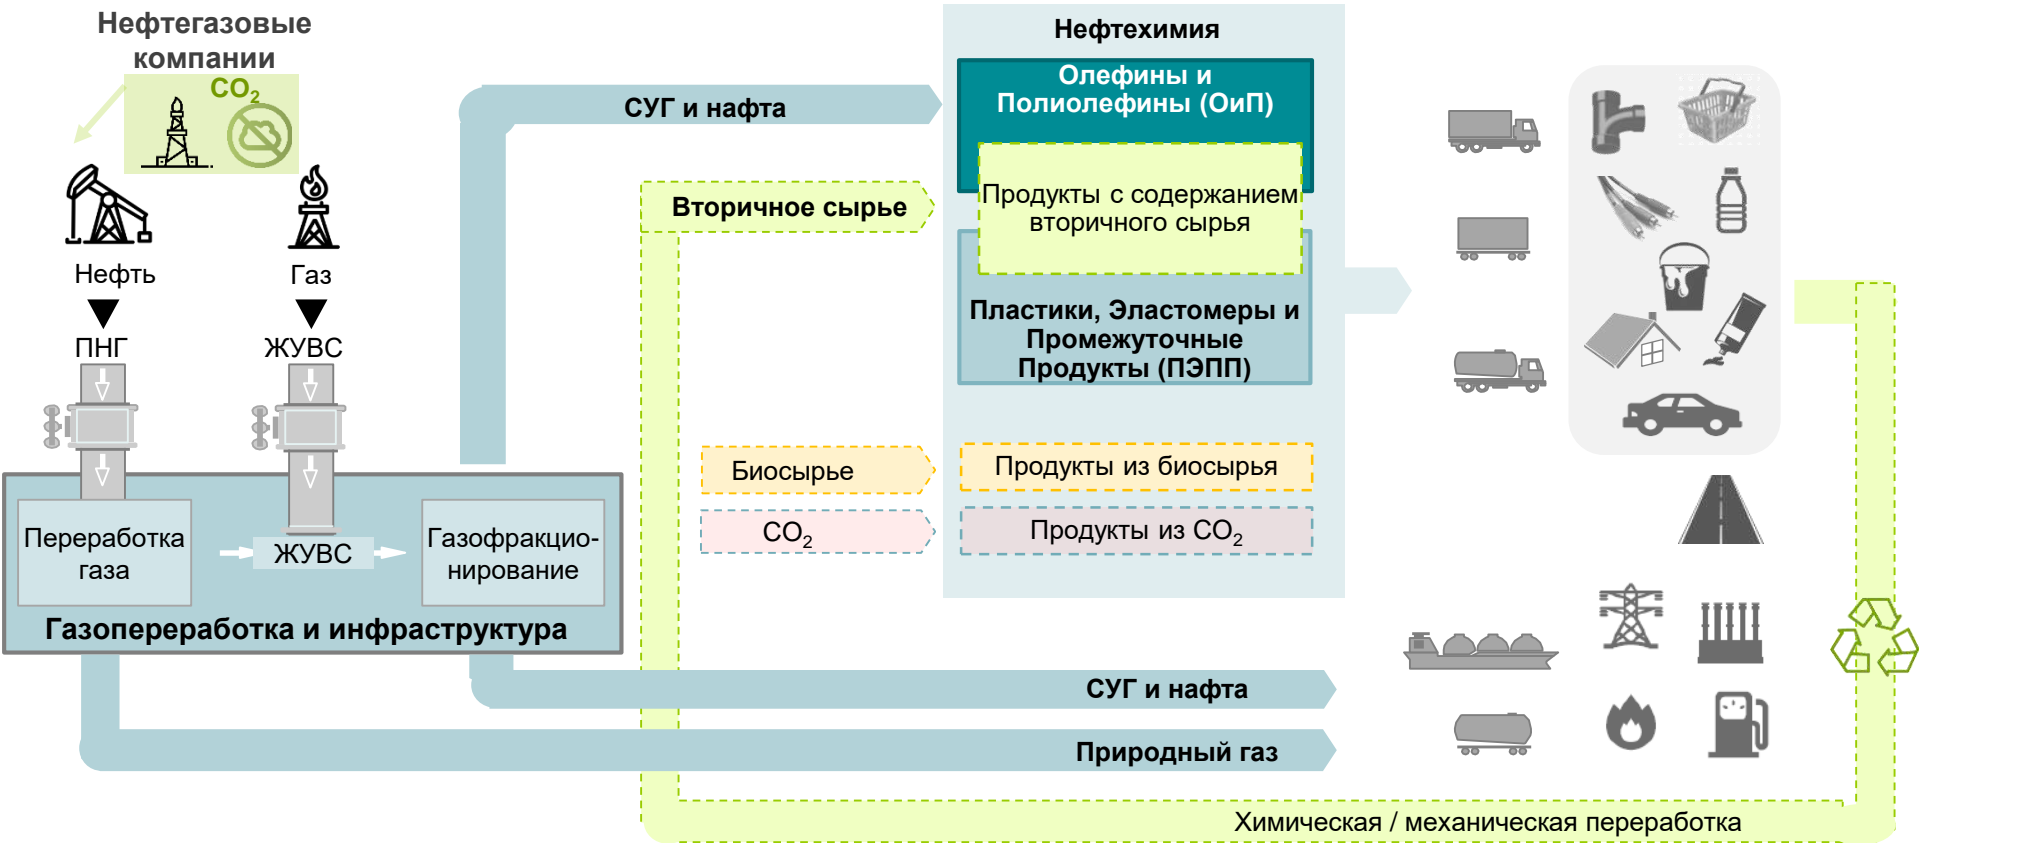 Нефтегазовые
компании
CO2
Нефть
Газ
ПНГ
ЖУВС
Переработка
газа
ЖУВС
Газофракцио-
нирование
Газопереработка и инфраструктура
СУГ и нафта
Вторичное сырье
Нефтехимия
Олефины и
Полиолефины (ОиП)
Продукты с содержанием
вторичного сырья
Пластики, Эластомеры и
Промежуточные
Продукты (ПЭПП)
Биосырье
Продукты из биосырья
CO2
Продукты из CO2
СУГ и нафта
Природный газ
Химическая / механическая переработка